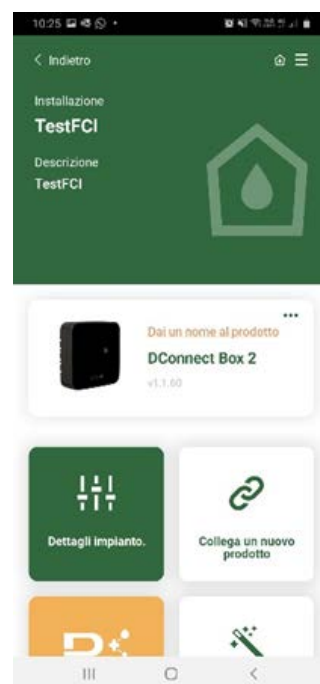 10:25
Indietro
Installazione
TestFCI
Descrizione
TestFCI
Dai un nome al prodotto
DConnect Box 2
v1.1.60
Dettagli impianto.
Collega un nuovo
prodotto